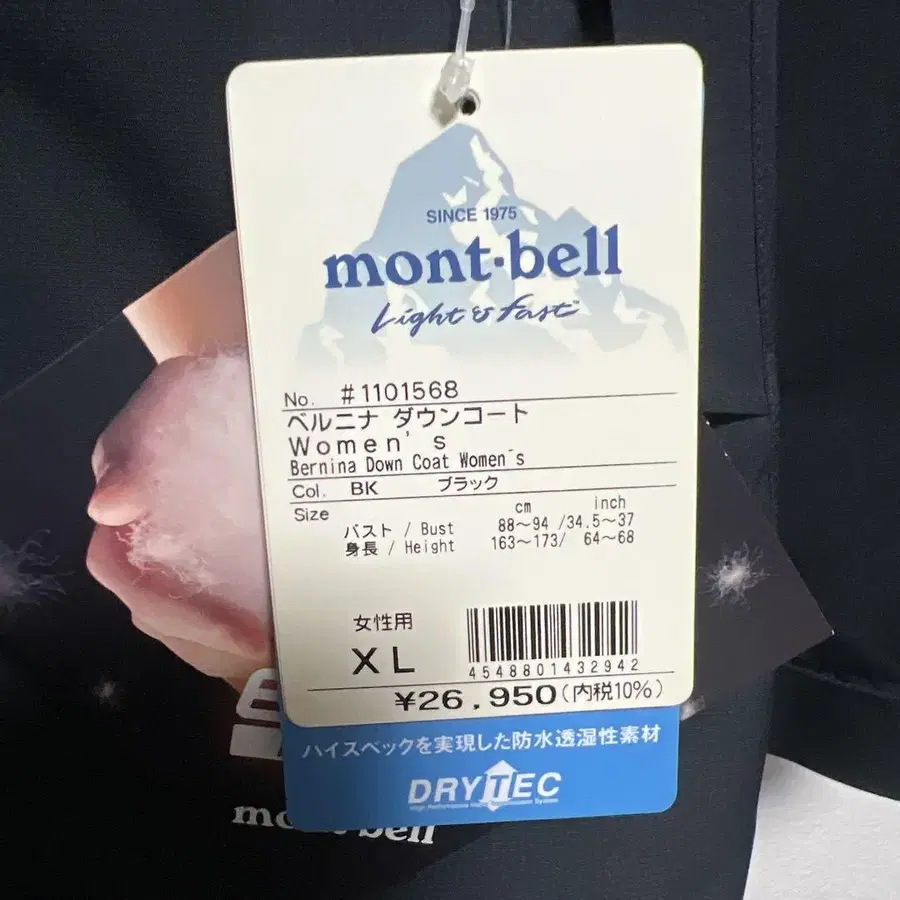 SINCE 1975
mont-bell
Light & Fast
No. #1101568
ベルニナ ダウンコート
Women's
Bernina Down Coat Women's
Col. BK ブラック
Size cm inch
バスト / Bust 88〜94 /34.5〜37
身長 / Height 163〜173/ 64〜68
女性用
XL
4548801432942
¥26,950(内税10%)
ハイスペックを実現した防水透湿性素材
DRYTEC
mont-bell